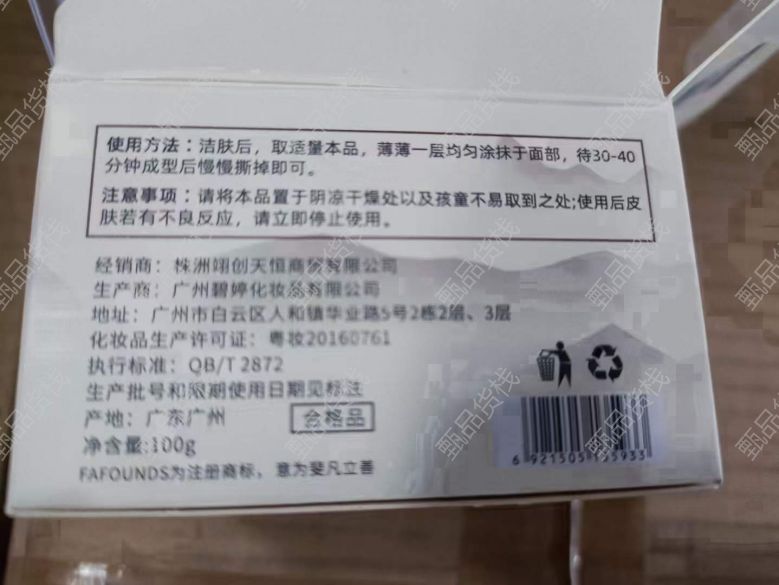 使用方法：洁肤后，取适量本品，薄薄一层均匀涂抹于面部，待30-40
分钟成型后慢慢撕掉即可。
注意事项：请将本品置于阴凉干燥处以及孩童不易取到之处;使用后皮
肤若有不良反应，请立即停止使用。
经销商：株洲翊创天恒商贸有限公司
生产商：广州碧婷化妆品有限公司
地址：广州市白云区人和镇华业路5号2栋2层、3层
化妆品生产许可证：粤妆20160761
执行标准：QB/T 2872
生产批号和限期使用日期见标注
产地：广东广州
合格品
净含量:100g
FAFOUNDS为注册商标，意为斐凡立善
甄品货栈